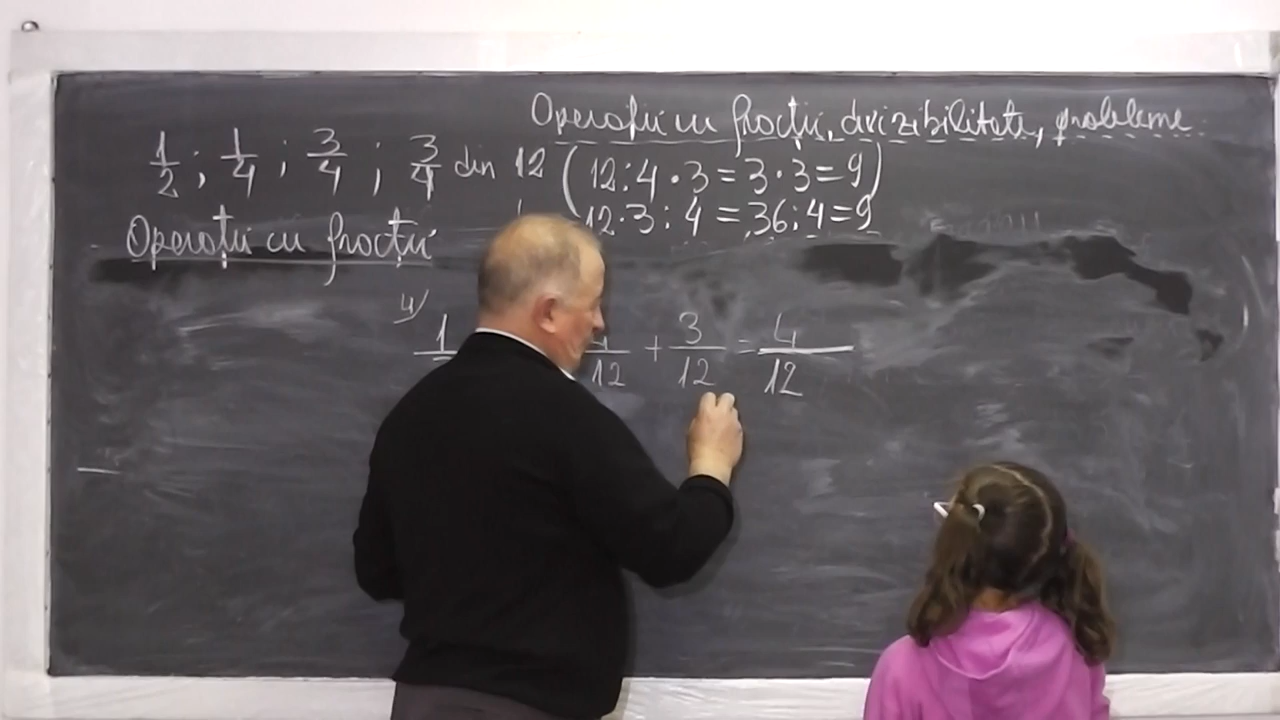 Operații cu fracții, divizibilitate, probleme
1/2 ; 1/4 ; 3/4 ; 3/4 din 12 (12:4·3=3·3=9)
12·3:4=36:4=9
Operații cu fracții
4/
1/ /12 + 3/12 = 4/12